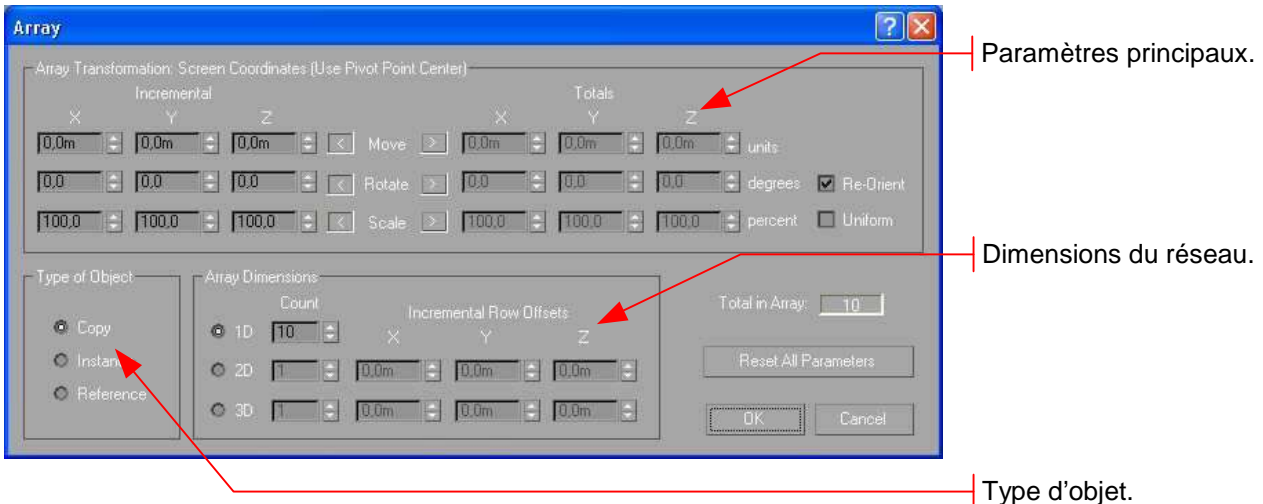 Array
Paramètres principaux.
Array Transformation: Screen Coordinates (Use Pivot Point Center)
Incremental Totals
X Y Z X Y Z
0,0m 0,0m 0,0m < Move > 0,0m 0,0m 0,0m units
0,0 0,0 0,0 < Rotate > 0,0 0,0 0,0 degrees Re-Orient
100,0 100,0 100,0 < Scale > 100,0 100,0 100,0 percent Uniform
Dimensions du réseau.
Type of Object
Copy
Instance
Reference
Array Dimensions
Count Incremental Row Offsets
X Y Z
1D 10
2D 1 0,0m 0,0m 0,0m
3D 1 0,0m 0,0m 0,0m
Total in Array: 10
Reset All Parameters
OK Cancel
Type d’objet.